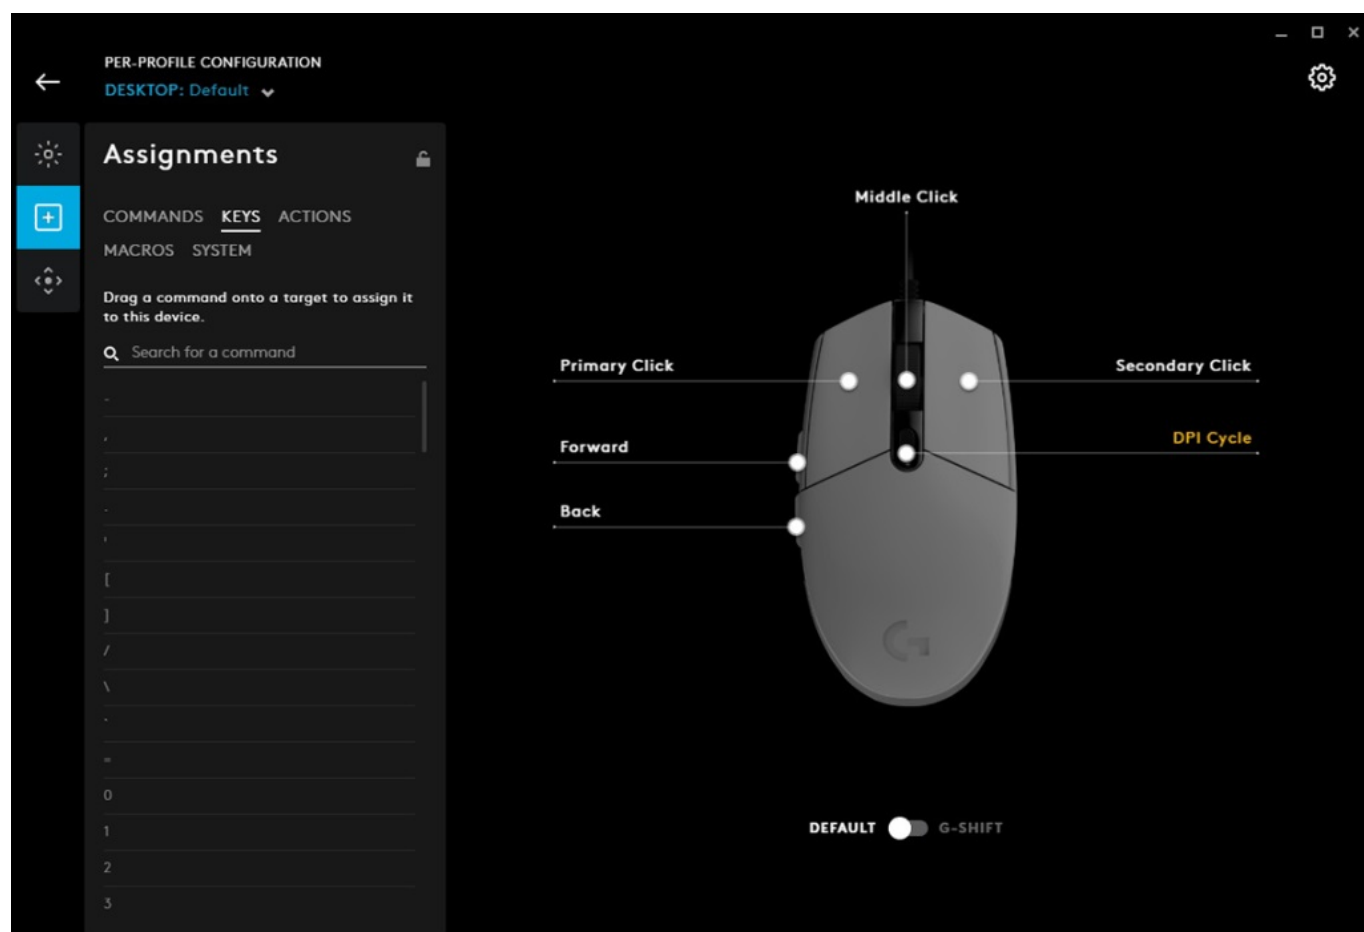 PER-PROFILE CONFIGURATION
DESKTOP: Default
Assignments
COMMANDS KEYS ACTIONS
MACROS SYSTEM
Drag a command onto a target to assign it
to this device.
Search for a command
-
,
;
.
'
[
]
/
\
`
=
0
1
2
3
Middle Click
Primary Click
Secondary Click
Forward
DPI Cycle
Back
G
DEFAULT G-SHIFT